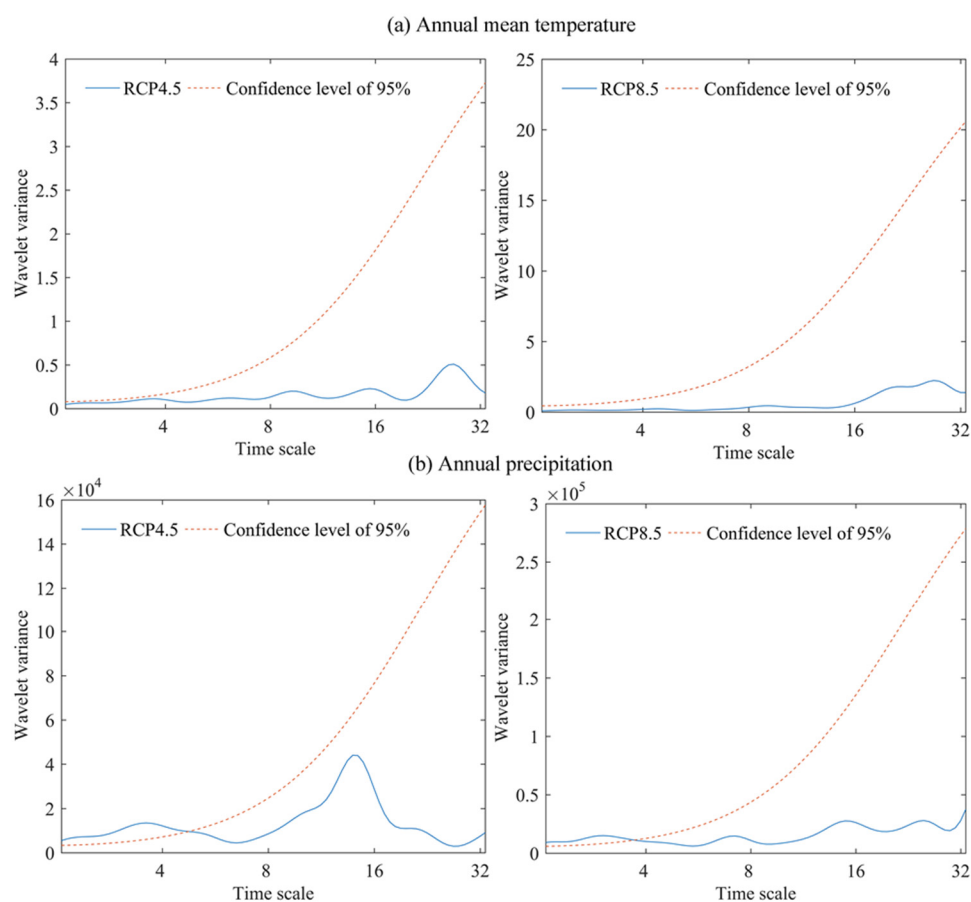 (a) Annual mean temperature
RCP4.5 Confidence level of 95%
Wavelet variance
4
3.5
3
2.5
2
1.5
1
0.5
0
4 8 16 32
Time scale
RCP8.5 Confidence level of 95%
Wavelet variance
25
20
15
10
5
0
4 8 16 32
Time scale
(b) Annual precipitation
×10⁴
RCP4.5 Confidence level of 95%
Wavelet variance
16
14
12
10
8
6
4
2
0
4 8 16 32
Time scale
×10⁵
RCP8.5 Confidence level of 95%
Wavelet variance
3
2.5
2
1.5
1
0.5
0
4 8 16 32
Time scale